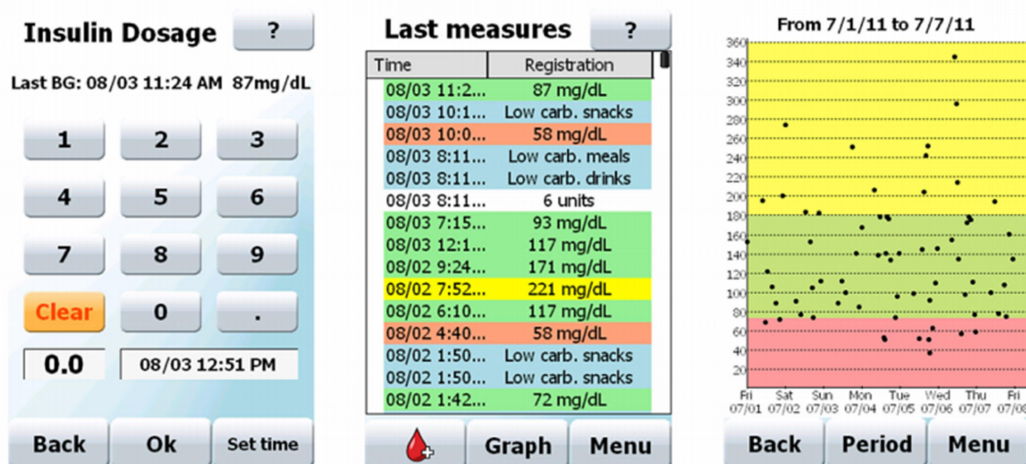 Insulin Dosage ?
Last BG: 08/03 11:24 AM 87mg/dL
1 2 3
4 5 6
7 8 9
Clear 0 .
0.0 08/03 12:51 PM
Back Ok Set time
Last measures ?
Time Registration
08/03 11:2... 87 mg/dL
08/03 10:1... Low carb. snacks
08/03 10:0... 58 mg/dL
08/03 8:11... Low carb. meals
08/03 8:11... Low carb. drinks
08/03 8:11... 6 units
08/03 7:15... 93 mg/dL
08/03 12:1... 117 mg/dL
08/02 9:24... 171 mg/dL
08/02 7:52... 221 mg/dL
08/02 6:10... 117 mg/dL
08/02 4:40... 58 mg/dL
08/02 1:50... Low carb. snacks
08/02 1:50... Low carb. snacks
08/02 1:42... 72 mg/dL
Graph Menu
From 7/1/11 to 7/7/11
360
340
320
300
280
260
240
220
200
180
160
140
120
100
80
60
40
20
Fri Sat Sun Mon Tue Wed Thu Fri
07/01 07/02 07/03 07/04 07/05 07/06 07/07 07/08
Back Period Menu